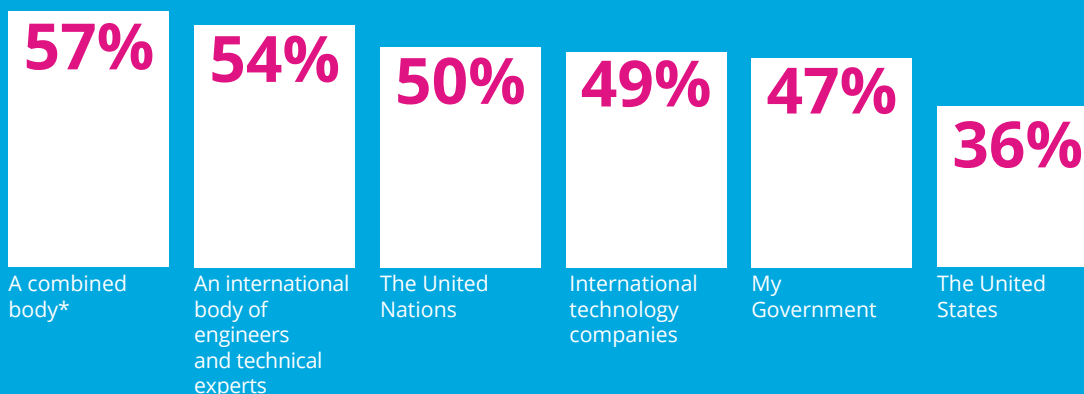 57%
54%
50%
49%
47%
36%
A combined
body*
An international
body of
engineers
and technical
experts
The United
Nations
International
technology
companies
My
Government
The United
States